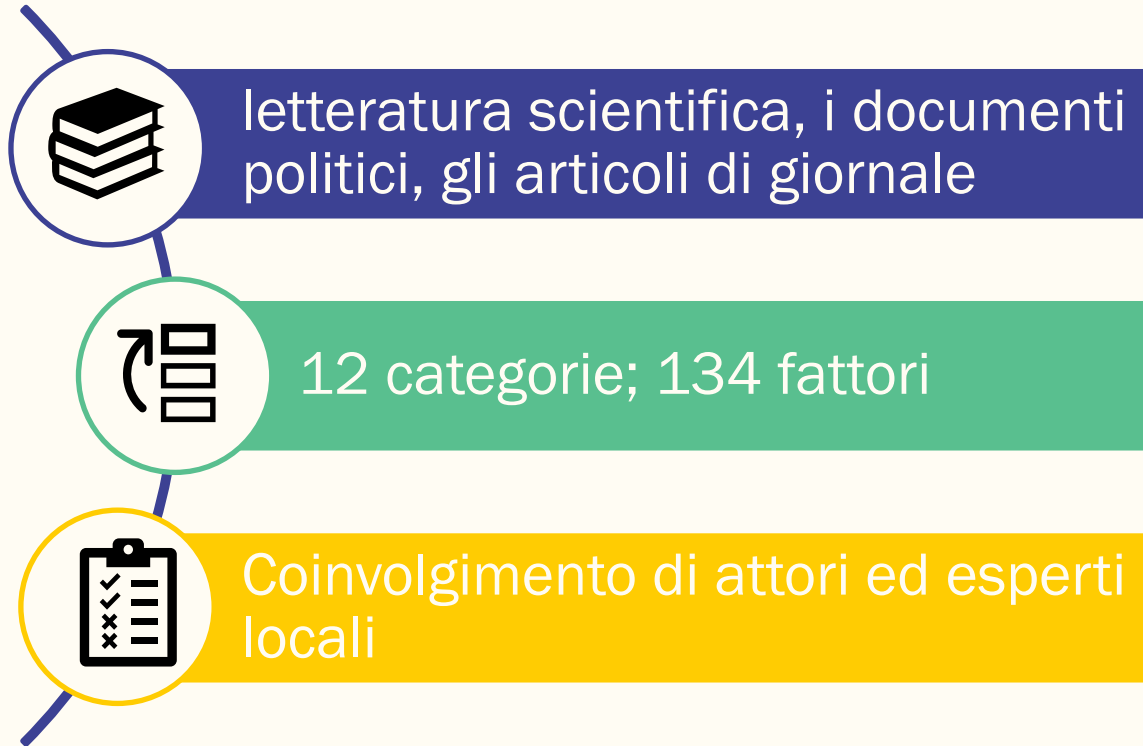 letteratura scientifica, i documenti
politici, gli articoli di giornale
12 categorie; 134 fattori
Coinvolgimento di attori ed esperti
locali